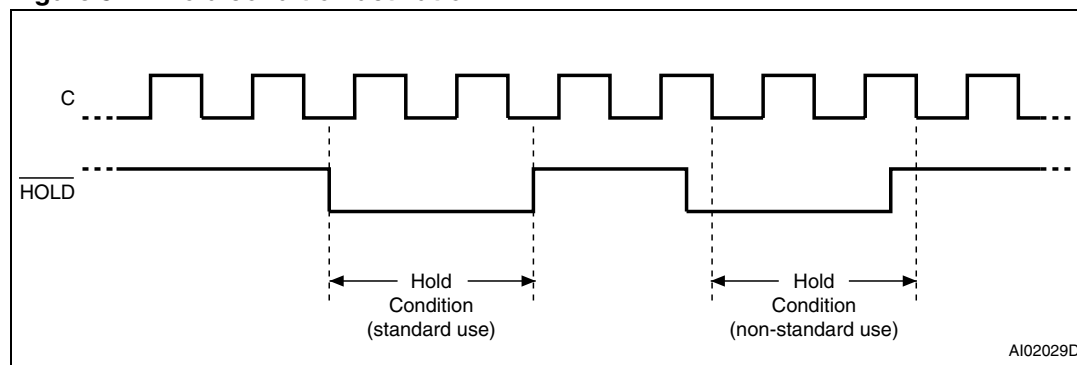 C
HOLD
Hold
Condition
(standard use)
Hold
Condition
(non-standard use)
AI02029D